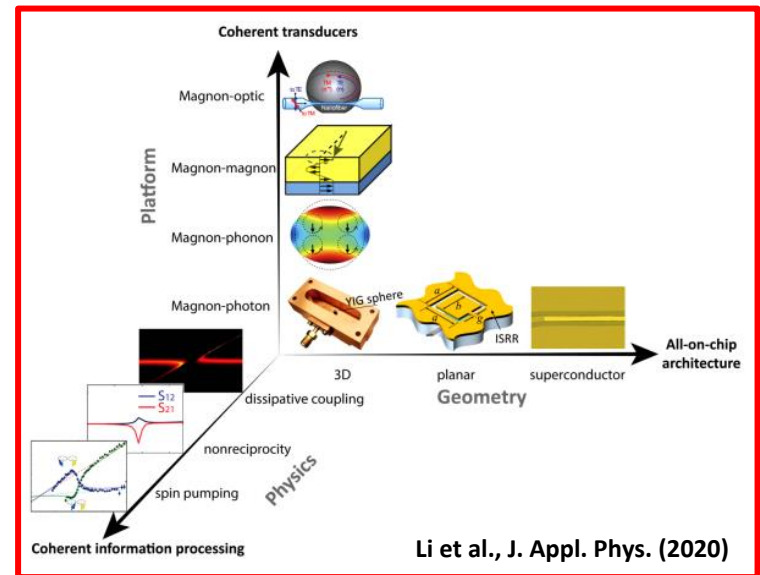 Coherent transducers
Magnon-optic
Nanofiber
Magnon-magnon
Platform
Magnon-phonon
Magnon-photon
YIG sphere
a
b
g
d
ISRR
All-on-chip
architecture
3D
planar
superconductor
Geometry
dissipative coupling
S12
S21
nonreciprocity
spin pumping
Physics
Coherent information processing
Li et al., J. Appl. Phys. (2020)